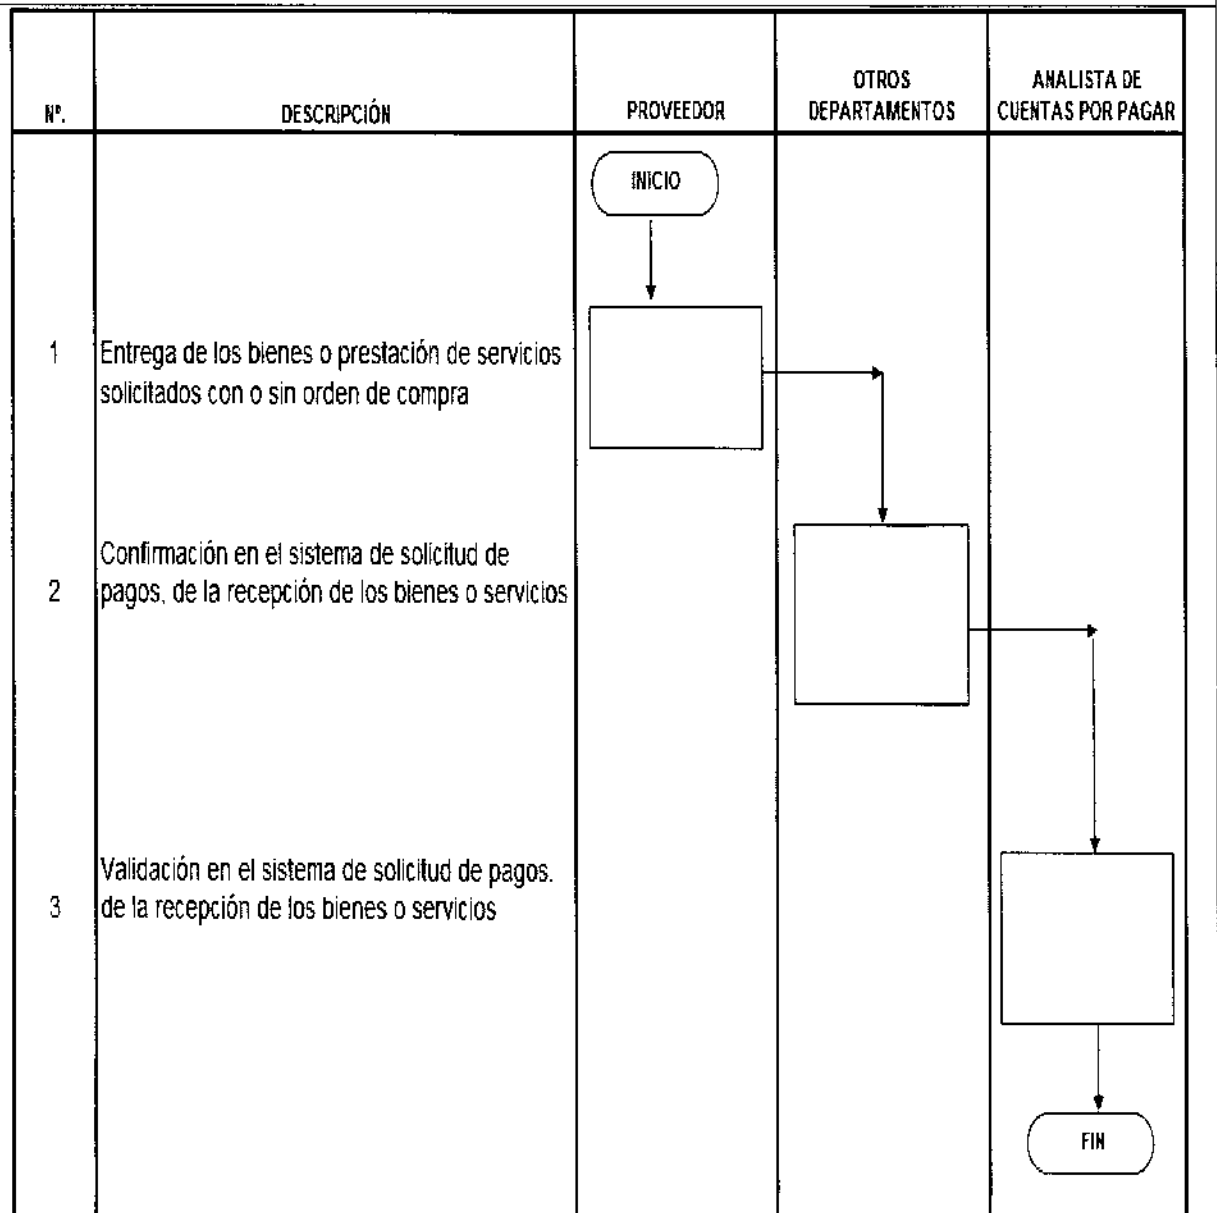 Nº.
DESCRIPCIÓN
PROVEEDOR
OTROS
DEPARTAMENTOS
ANALISTA DE
CUENTAS POR PAGAR
INICIO
1
Entrega de los bienes o prestación de servicios
solicitados con o sin orden de compra
2
Confirmación en el sistema de solicitud de
pagos, de la recepción de los bienes o servicios
3
Validación en el sistema de solicitud de pagos.
de la recepción de los bienes o servicios
FIN